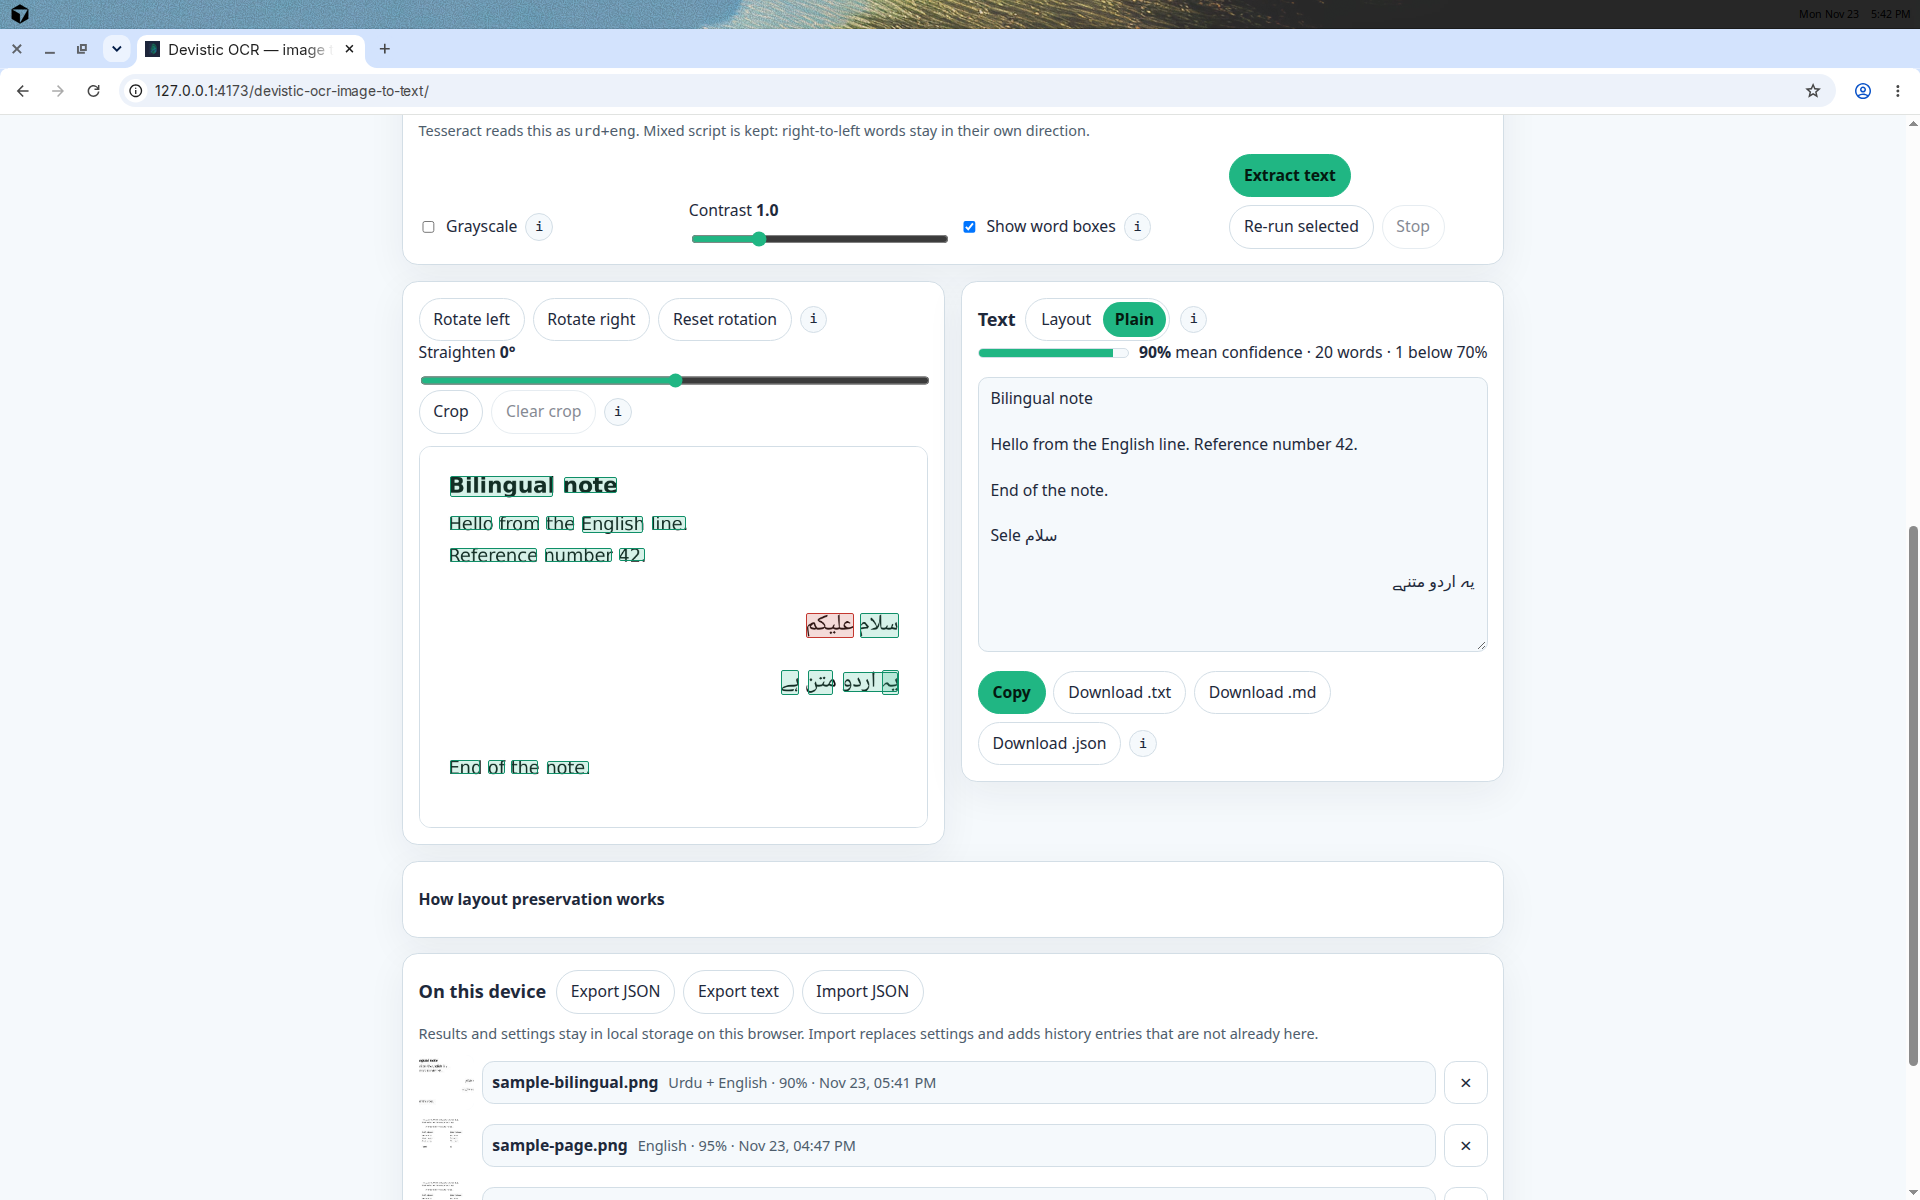 Mon Nov 23 5:42 PM
Devistic OCR — image
127.0.0.1:4173/devistic-ocr-image-to-text/
Tesseract reads this as urd+eng. Mixed script is kept: right-to-left words stay in their own direction.
Extract text
Grayscale i
Contrast 1.0
Show word boxes i
Re-run selected Stop
Rotate left Rotate right Reset rotation i
Straighten 0°
Crop Clear crop i
Bilingual note
Hello from the English line.
Reference number 42.
سلام علیکم
یہ اردو متن ہے
End of the note.
Text Layout Plain i
90% mean confidence · 20 words · 1 below 70%
Bilingual note
Hello from the English line. Reference number 42.
End of the note.
Sele سلام
یہ اردو متنہے
Copy Download .txt Download .md
Download .json i
How layout preservation works
On this device Export JSON Export text Import JSON
Results and settings stay in local storage on this browser. Import replaces settings and adds history entries that are not already here.
sample-bilingual.png Urdu + English · 90% · Nov 23, 05:41 PM
sample-page.png English · 95% · Nov 23, 04:47 PM